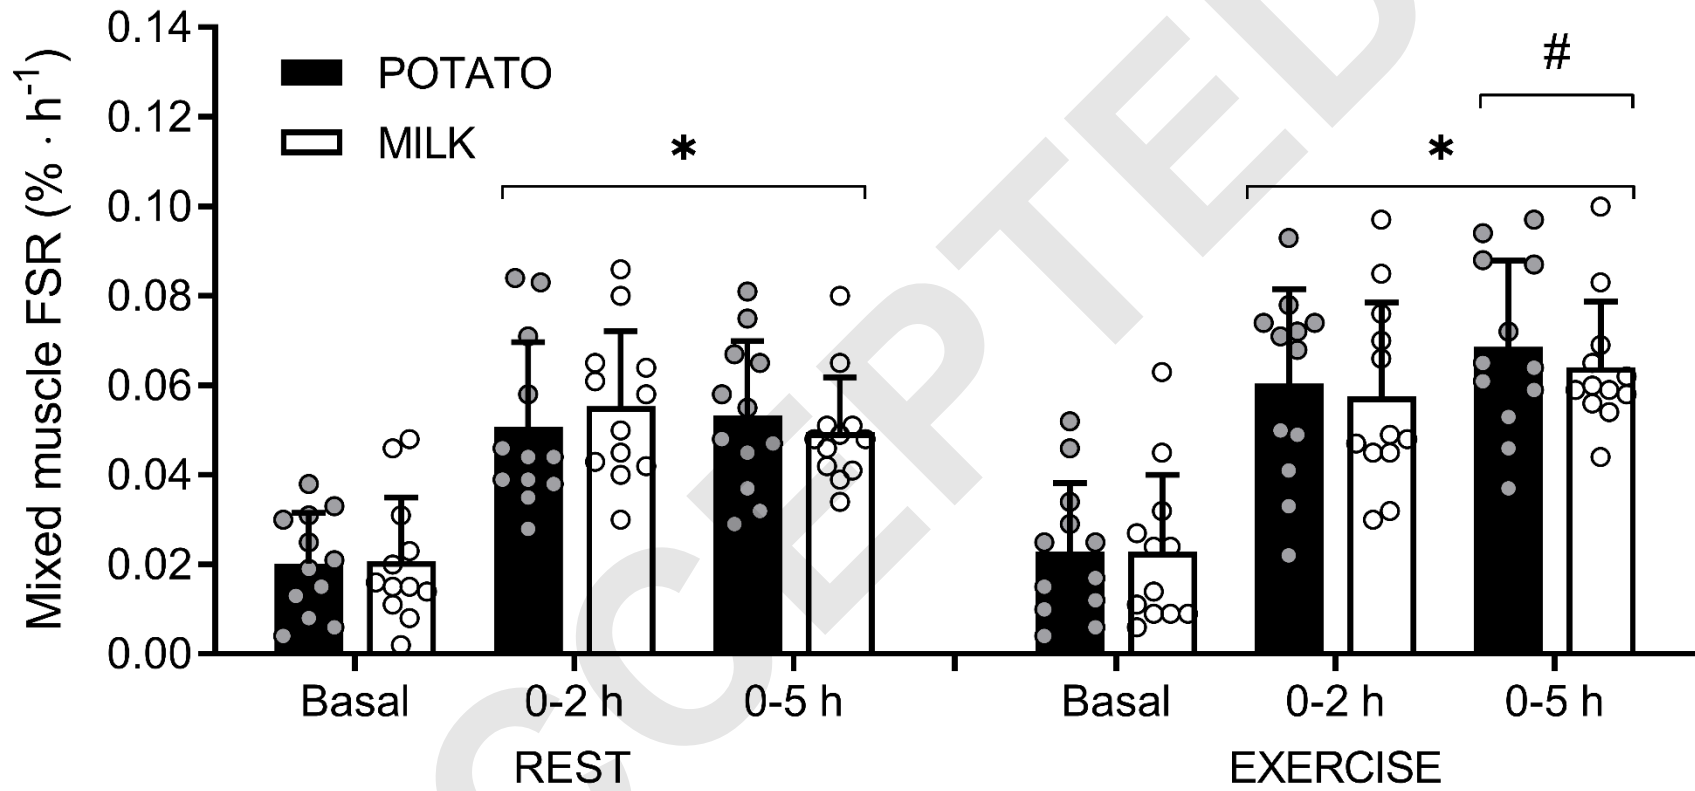 Mixed muscle FSR (% · h⁻¹)
0.14
0.12
0.10
0.08
0.06
0.04
0.02
0.00
POTATO
MILK
*
*
#
Basal
0-2 h
0-5 h
Basal
0-2 h
0-5 h
REST
EXERCISE
CCEPTED